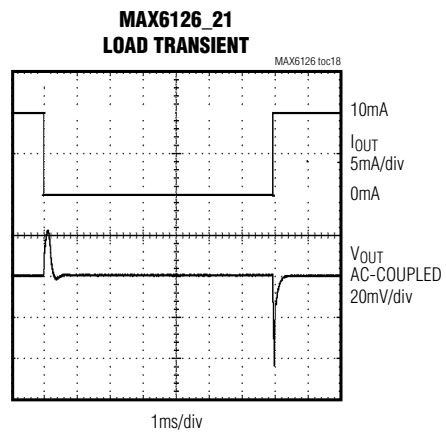 MAX6126_21
LOAD TRANSIENT
MAX6126 toc18
10mA
IOUT
5mA/div
0mA
VOUT
AC-COUPLED
20mV/div
1ms/div